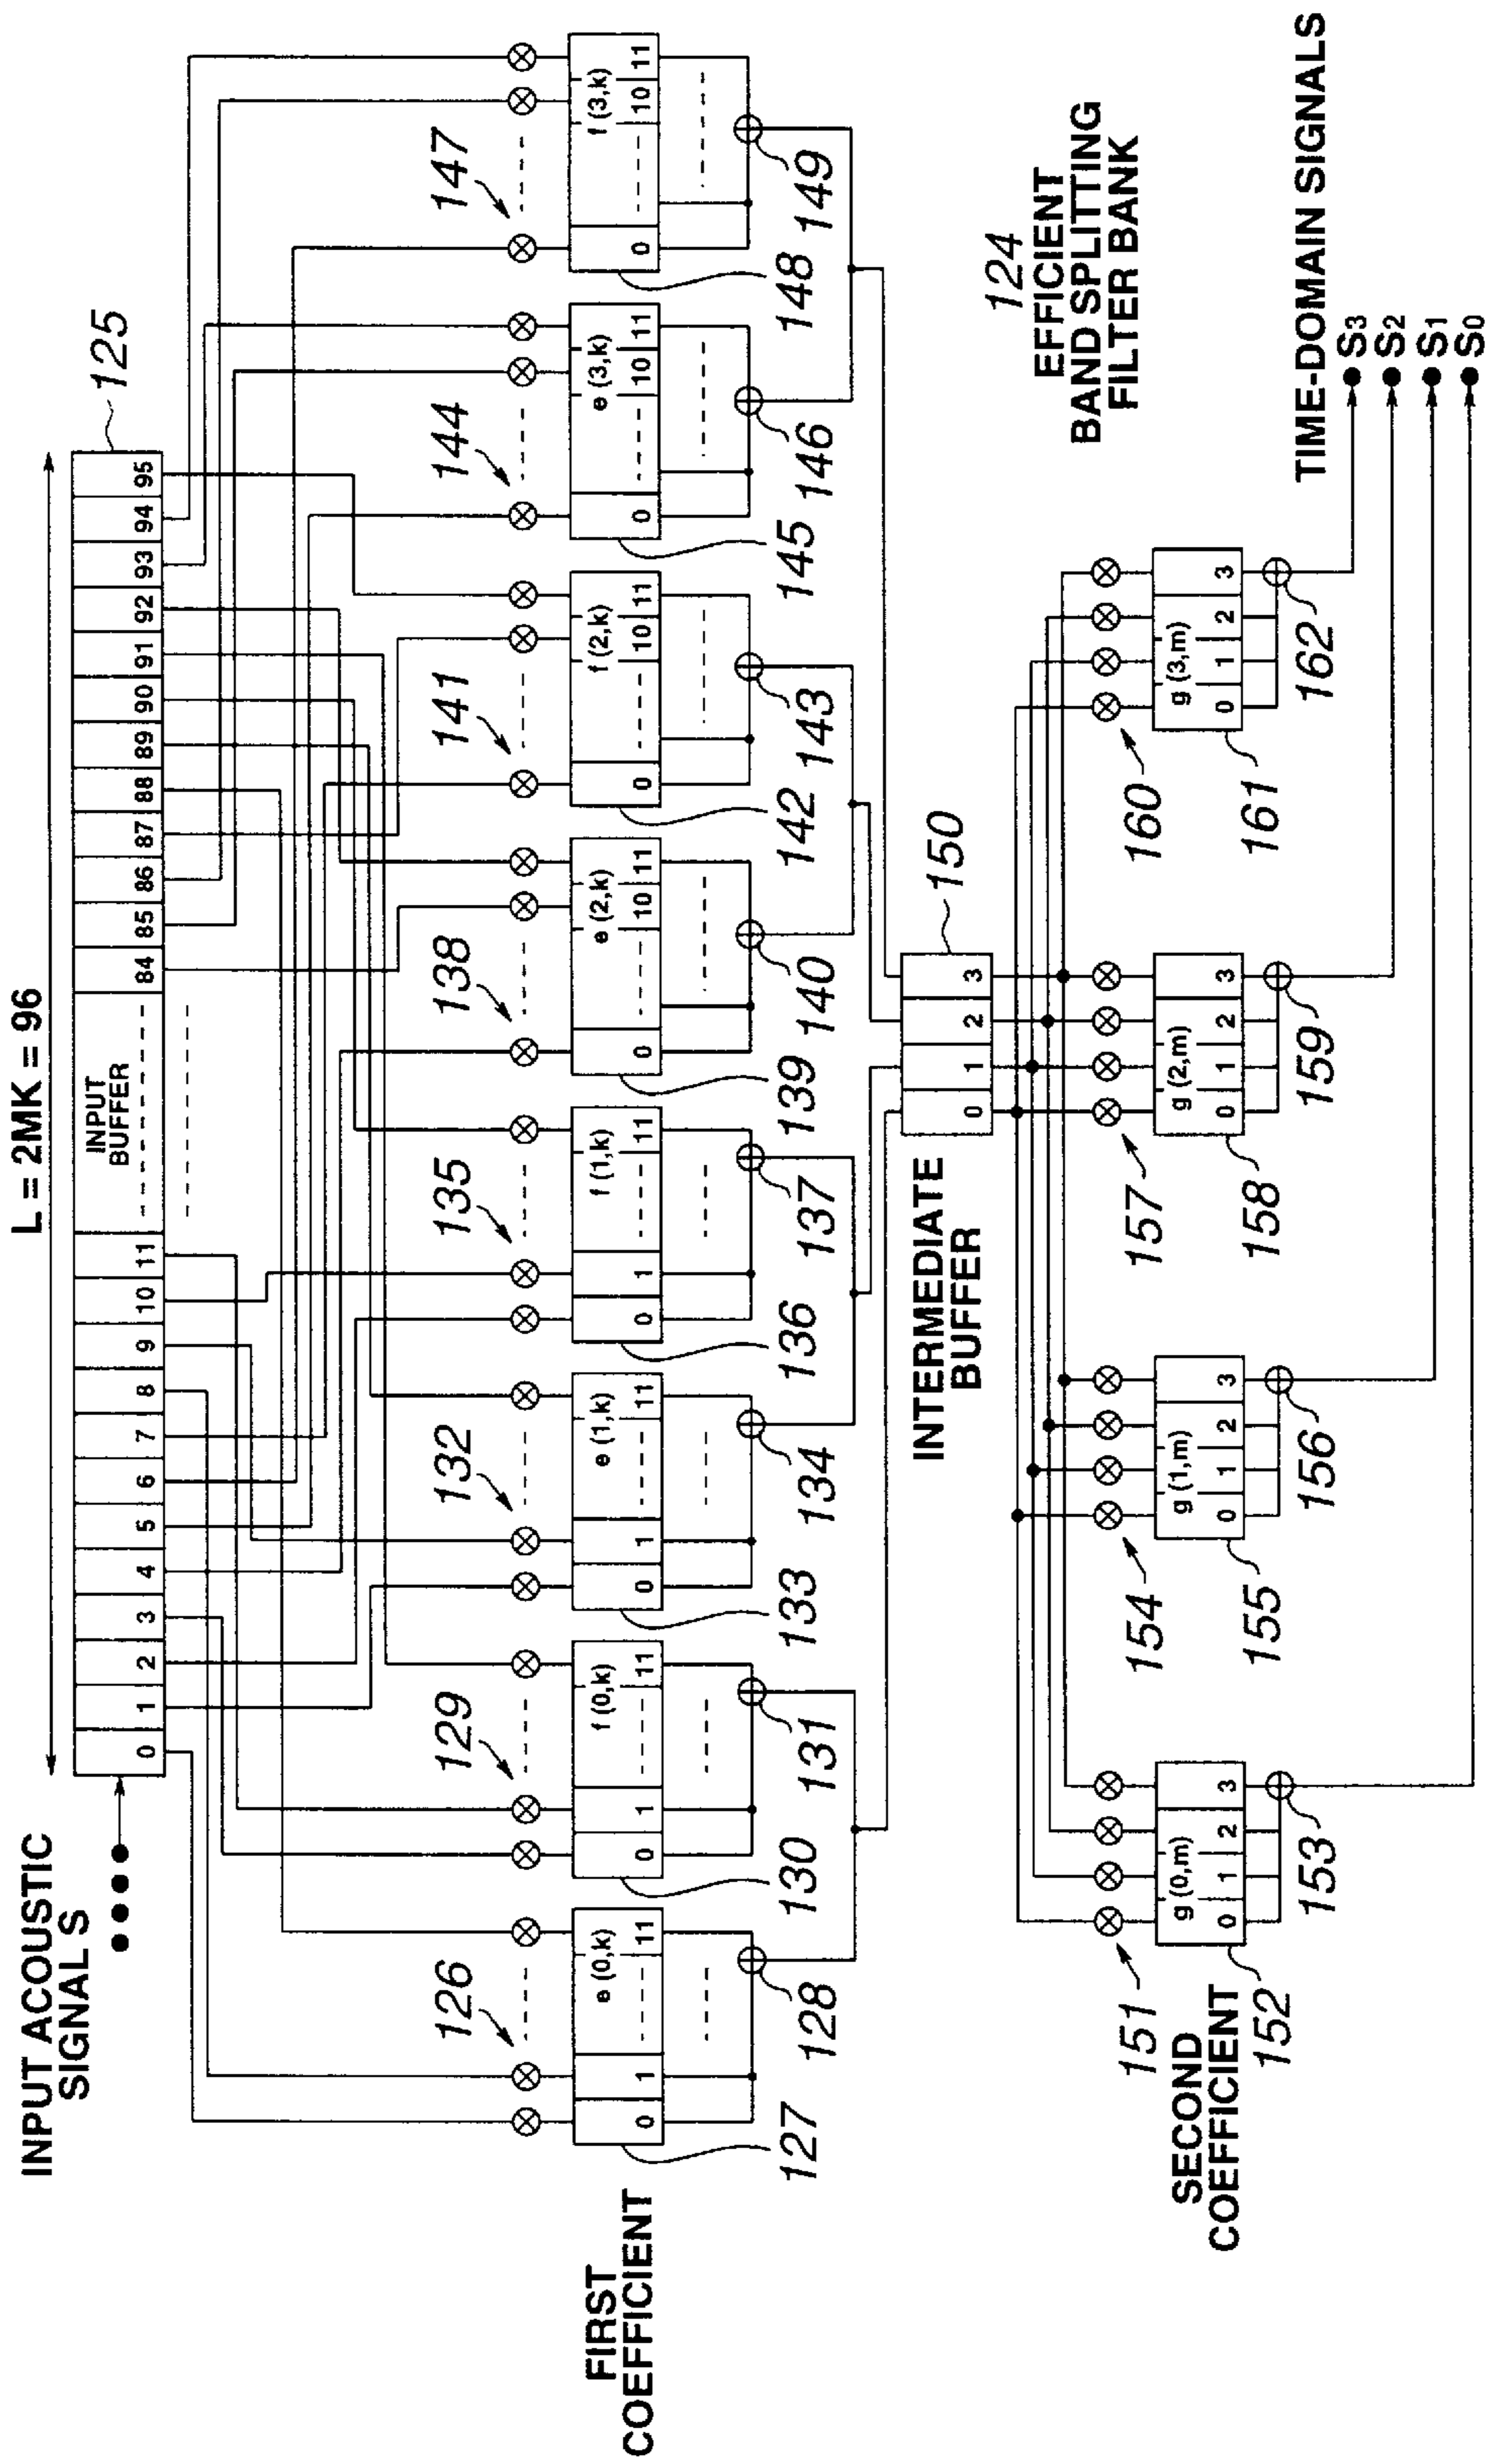 L = 2MK = 96
INPUT ACOUSTIC
SIGNAL S
0 1 2 3 4 5 6 7 8 9 10 11
INPUT
BUFFER
84 85 86 87 88 89 90 91 92 93 94 95
125
126
129
132
135
138
141
144
147
FIRST
COEFFICIENT
e (0,k)
0 1 11
f (0,k)
0 1 11
e (1,k)
0 1 11
f (1,k)
0 1 11
e (2,k)
0 10 11
f (2,k)
0 10 11
e (3,k)
0 10 11
f (3,k)
0 10 11
127
128
130
131
133
134
136
137
139
140
142
143
145
146
148
149
INTERMEDIATE
BUFFER
0 1 2 3
150
124
EFFICIENT
BAND SPLITTING
FILTER BANK
151
154
157
160
SECOND
COEFFICIENT
g (0,m)
0 1 2 3
g (1,m)
0 1 2 3
g (2,m)
0 1 2 3
g (3,m)
0 1 2 3
152
153
155
156
158
159
161
162
TIME-DOMAIN SIGNALS
S3
S2
S1
S0